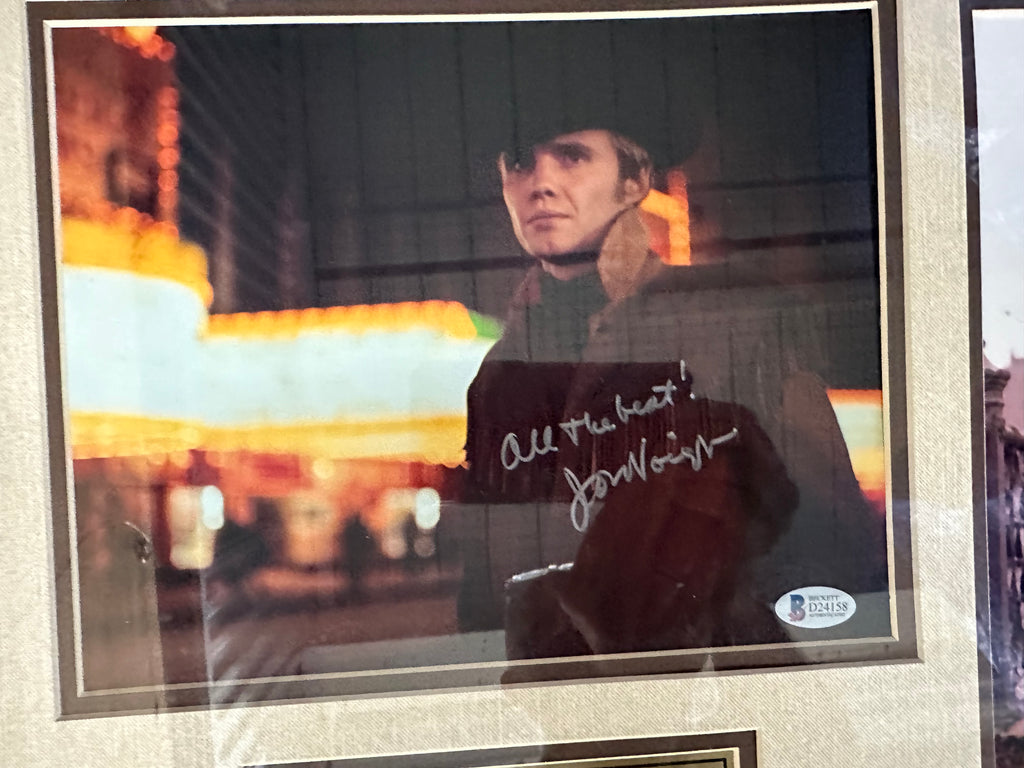 All the best!
Jon Voight
BECKETT
D24158